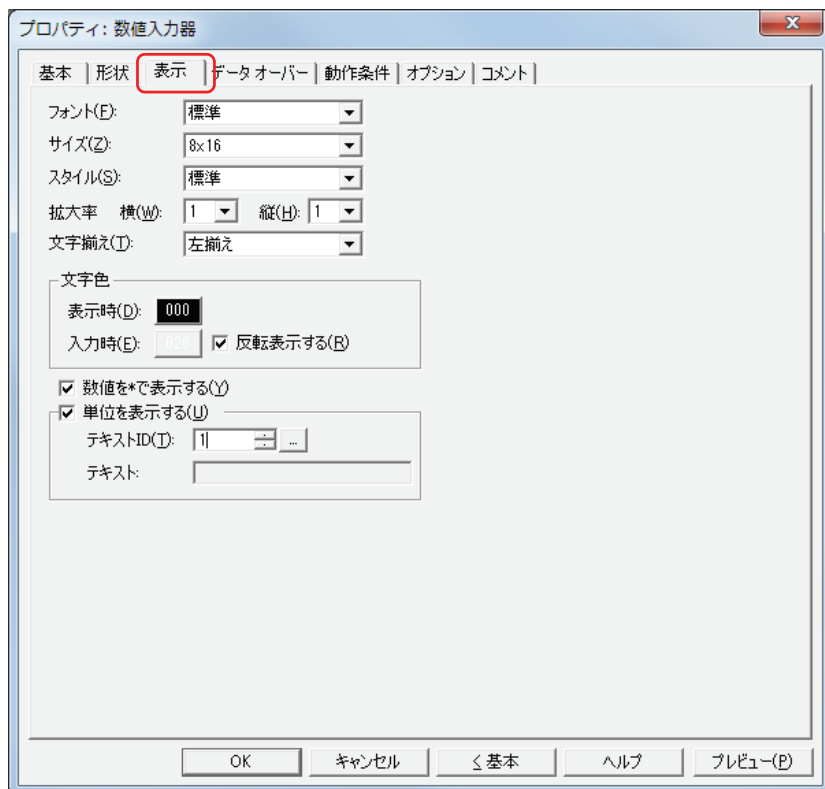 プロパティ: 数値入力器
基本 形状 表示 データ オーバー 動作条件 オプション コメント
フォント(F): 標準
サイズ(Z): 8x16
スタイル(S): 標準
拡大率 横(W): 1 縦(H): 1
文字揃え(T): 左揃え
文字色
表示時(D): 000
入力時(E): 028 反転表示する(R)
数値を*で表示する(Y)
単位を表示する(U)
テキストID(T): 1 ...
テキスト:
OK キャンセル <基本 ヘルプ プレビュー(P)